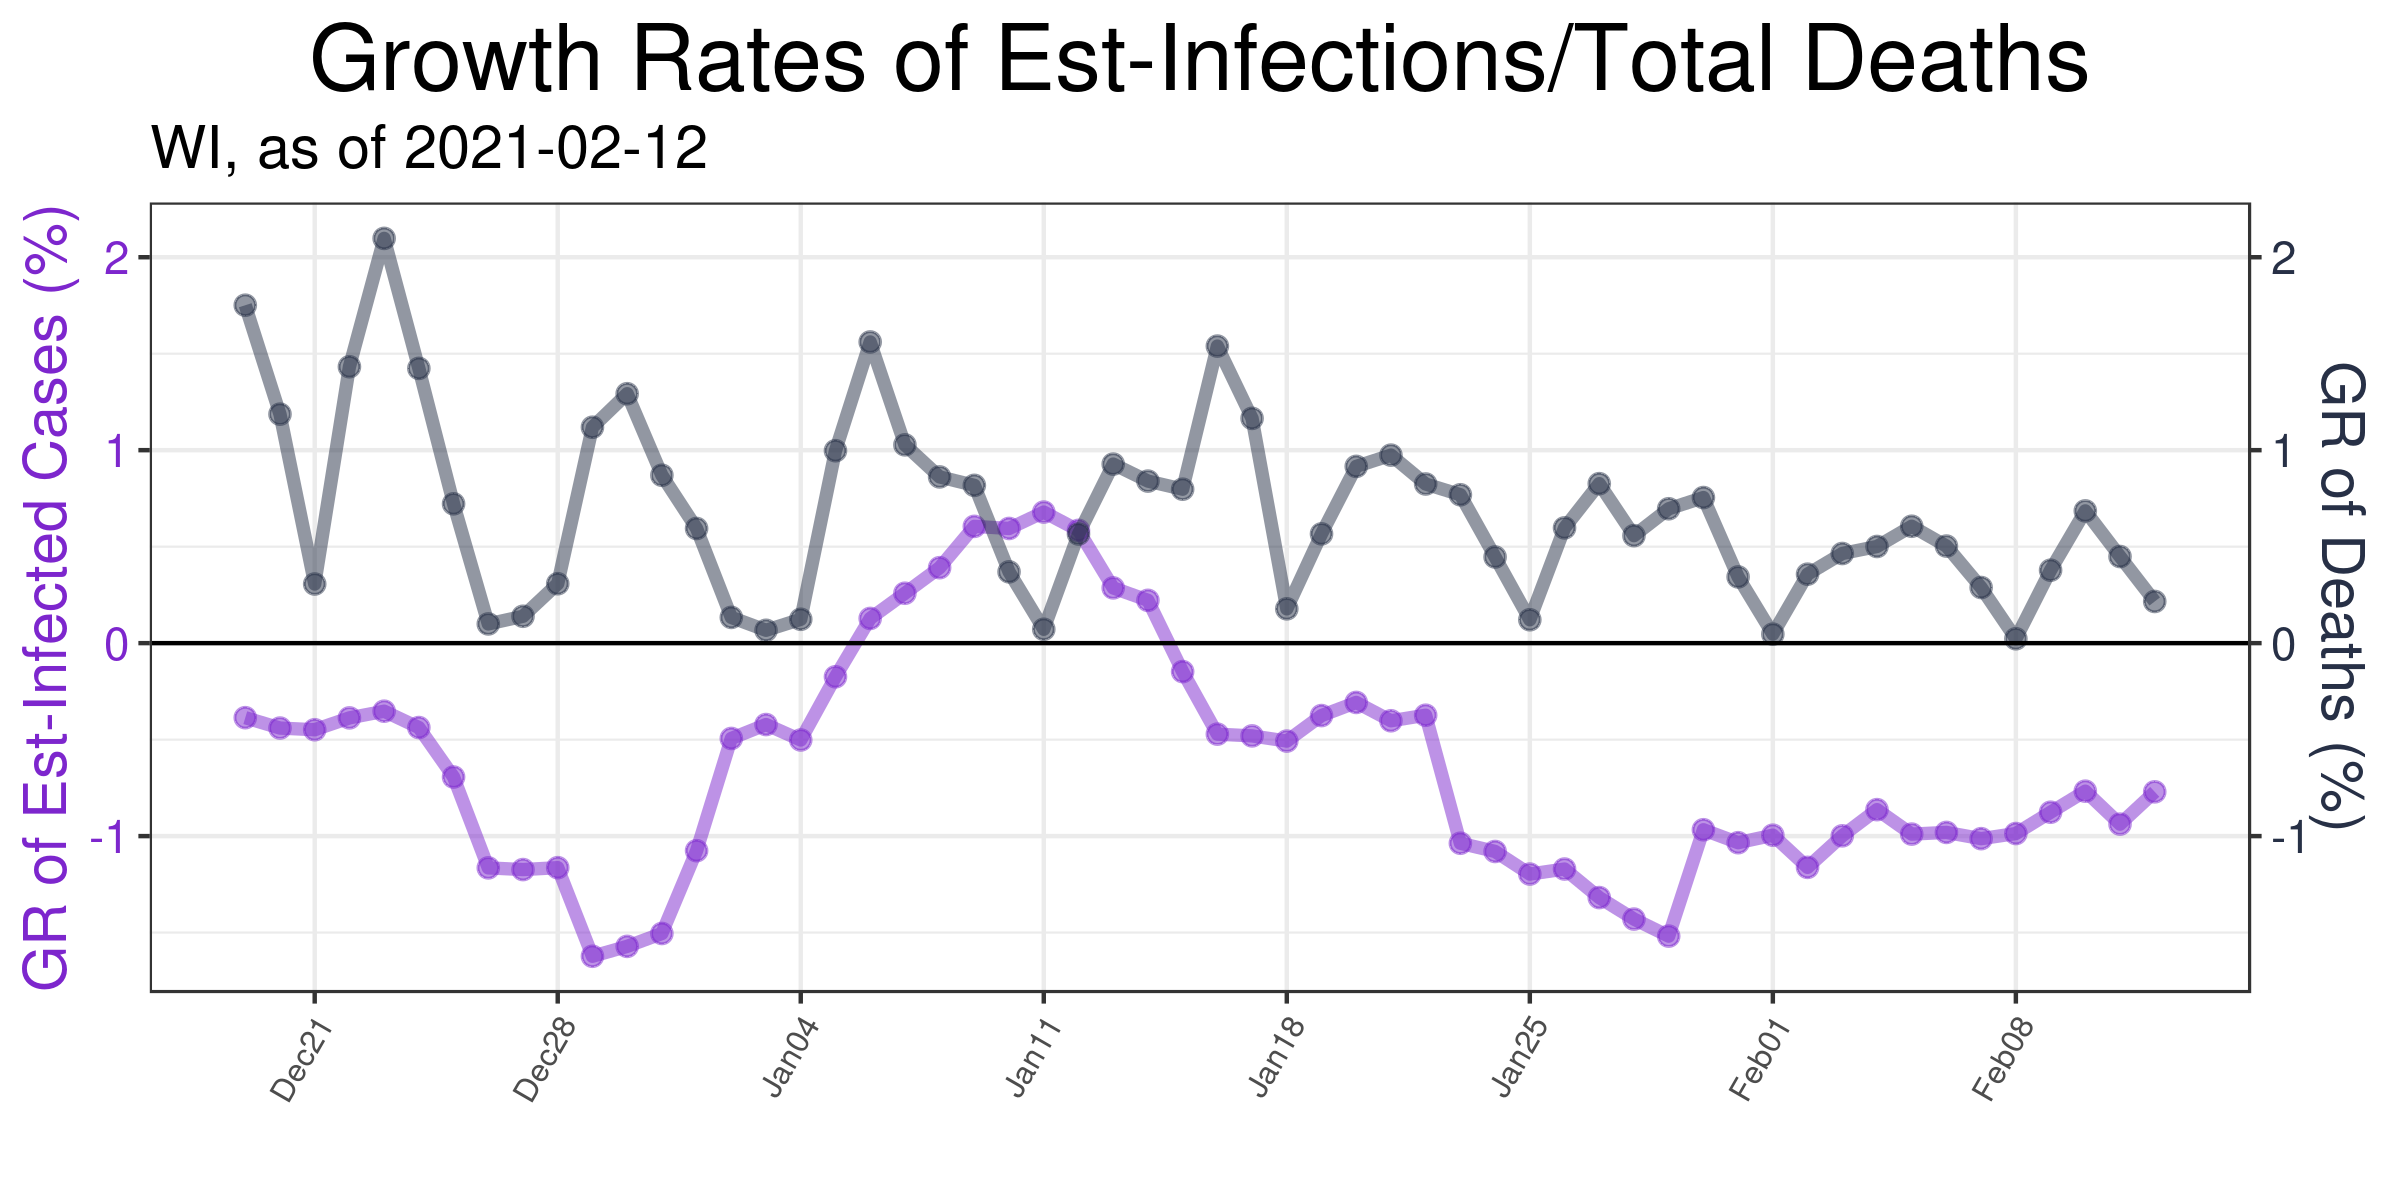 Growth Rates of Est-Infections/Total Deaths
WI, as of 2021-02-12
GR of Est-Infected Cases (%)
2
1
0
-1
2
1
0
-1
GR of Deaths (%)
Dec21
Dec28
Jan04
Jan11
Jan18
Jan25
Feb01
Feb08